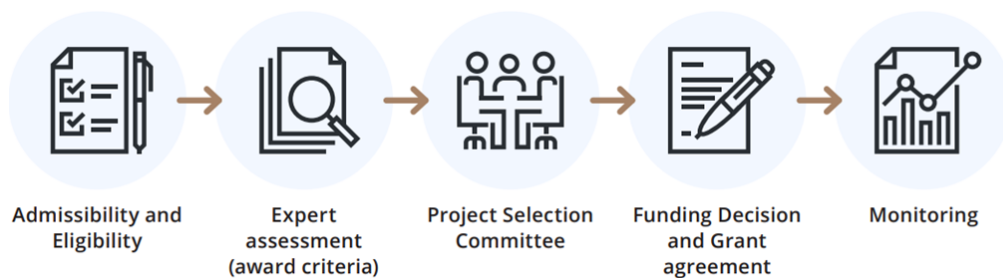 Admissibility and
Eligibility
Expert
assessment
(award criteria)
Project Selection
Committee
Funding Decision
and Grant
agreement
Monitoring